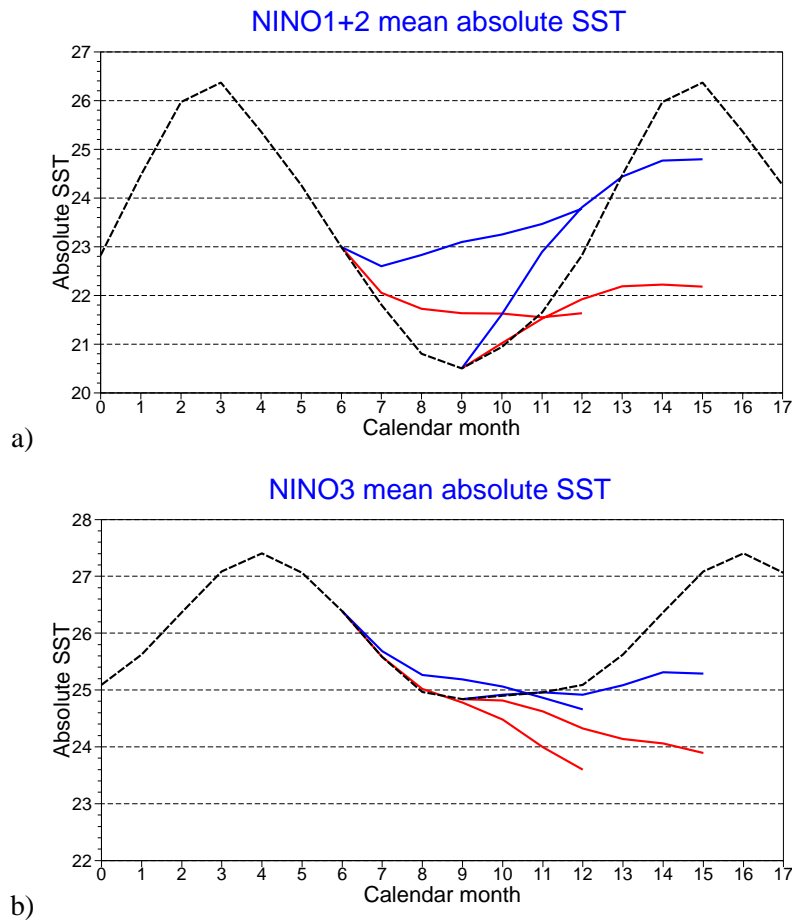 NINO1+2 mean absolute SST
27
26
25
24
23
22
21
20
Absolute SST
0 1 2 3 4 5 6 7 8 9 10 11 12 13 14 15 16 17
Calendar month
a)
NINO3 mean absolute SST
28
27
26
25
24
23
22
Absolute SST
0 1 2 3 4 5 6 7 8 9 10 11 12 13 14 15 16 17
Calendar month
b)